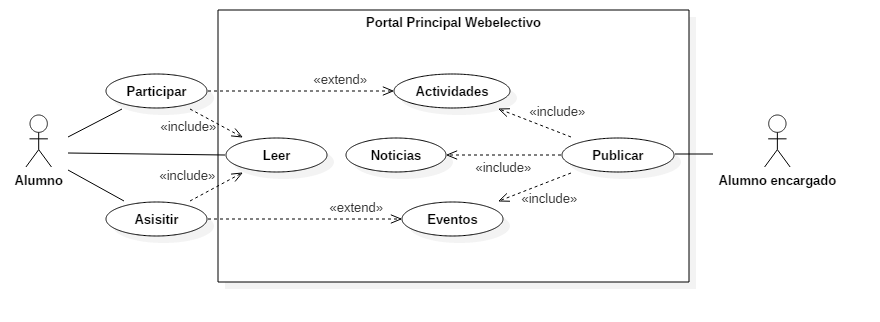 Portal Principal Webelectivo
«extend»
Participar
Actividades
«include»
«include»
Leer
Noticias
Publicar
«include»
«include»
Alumno
Alumno encargado
«include»
Asisitir
«extend»
Eventos